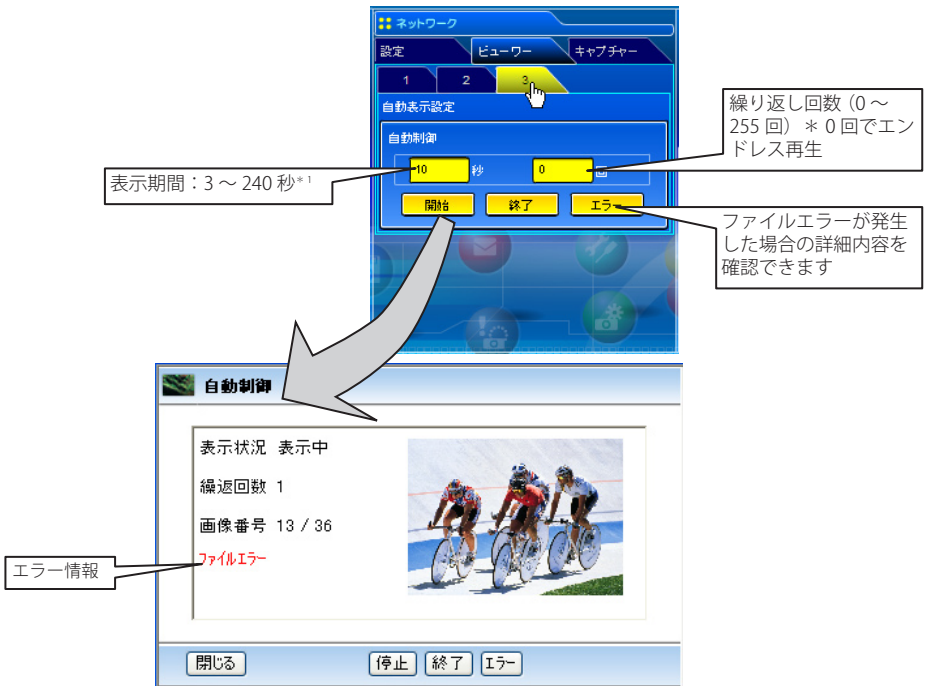 ネットワーク
設定
ビューワー
キャプチャー
1
2
3
自動表示設定
自動制御
10
秒
0
回
開始
終了
エラー
繰り返し回数（0～
255 回）＊ 0 回でエン
ドレス再生
表示期間：3 ～ 240 秒*1
ファイルエラーが発生
した場合の詳細内容を
確認できます
自動制御
表示状況 表示中
繰返回数 1
画像番号 13 / 36
ファイルエラー
エラー情報
閉じる
停止
終了
エラー